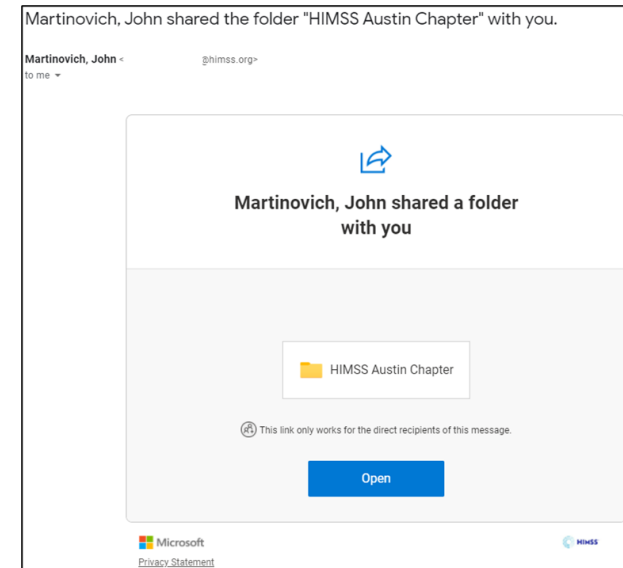 Martinovich, John shared the folder "HIMSS Austin Chapter" with you.
Martinovich, John < @himss.org>
to me
Martinovich, John shared a folder
with you
HIMSS Austin Chapter
This link only works for the direct recipients of this message.
Open
Microsoft
HIMSS
Privacy Statement